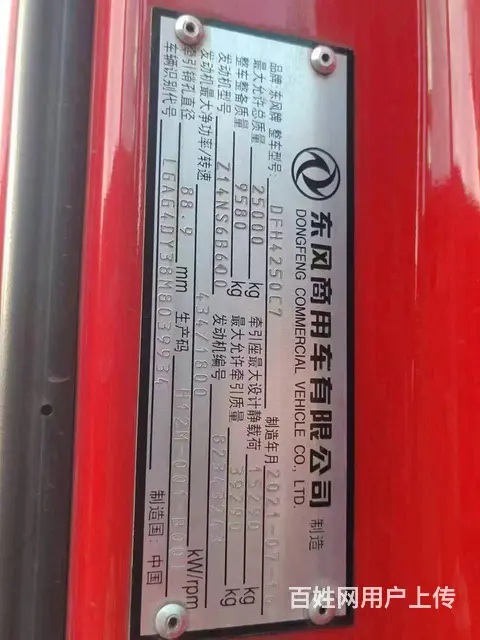 东风商用车有限公司 制造
DONGFENG COMMERCIAL VEHICLE CO., LTD.
品牌 东风牌 整车型号 DFH4250C7 制造年月 2021-07
最大允许总质量 25000 kg 牵引座最大设计静载荷 15290 kg
整车整备质量 9580 kg 最大允许牵引质量 39290 kg
发动机型号 Z14NS6B600 发动机编号
发动机最大净功率/转速 434/1800 kW/rpm
牵引销孔直径 88.9 mm 生产码
车辆识别代号 LGAG4DY38M8039934 制造国：中国
百姓网用户上传